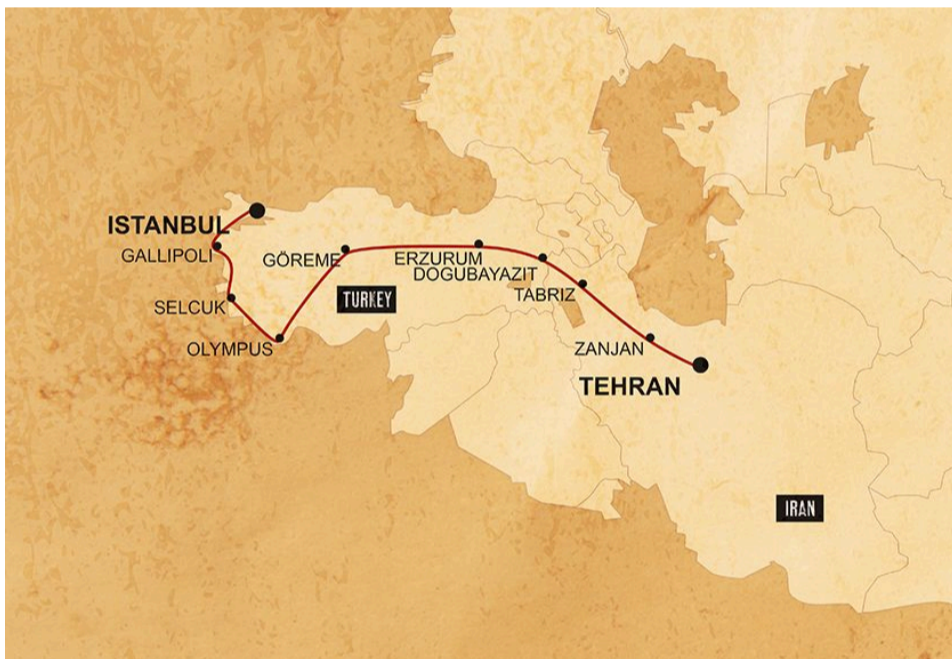 ISTANBUL
GALLIPOLI
SELCUK
OLYMPUS
GÖREME
TURKEY
ERZURUM
DOGUBAYAZIT
TABRIZ
ZANJAN
TEHRAN
IRAN